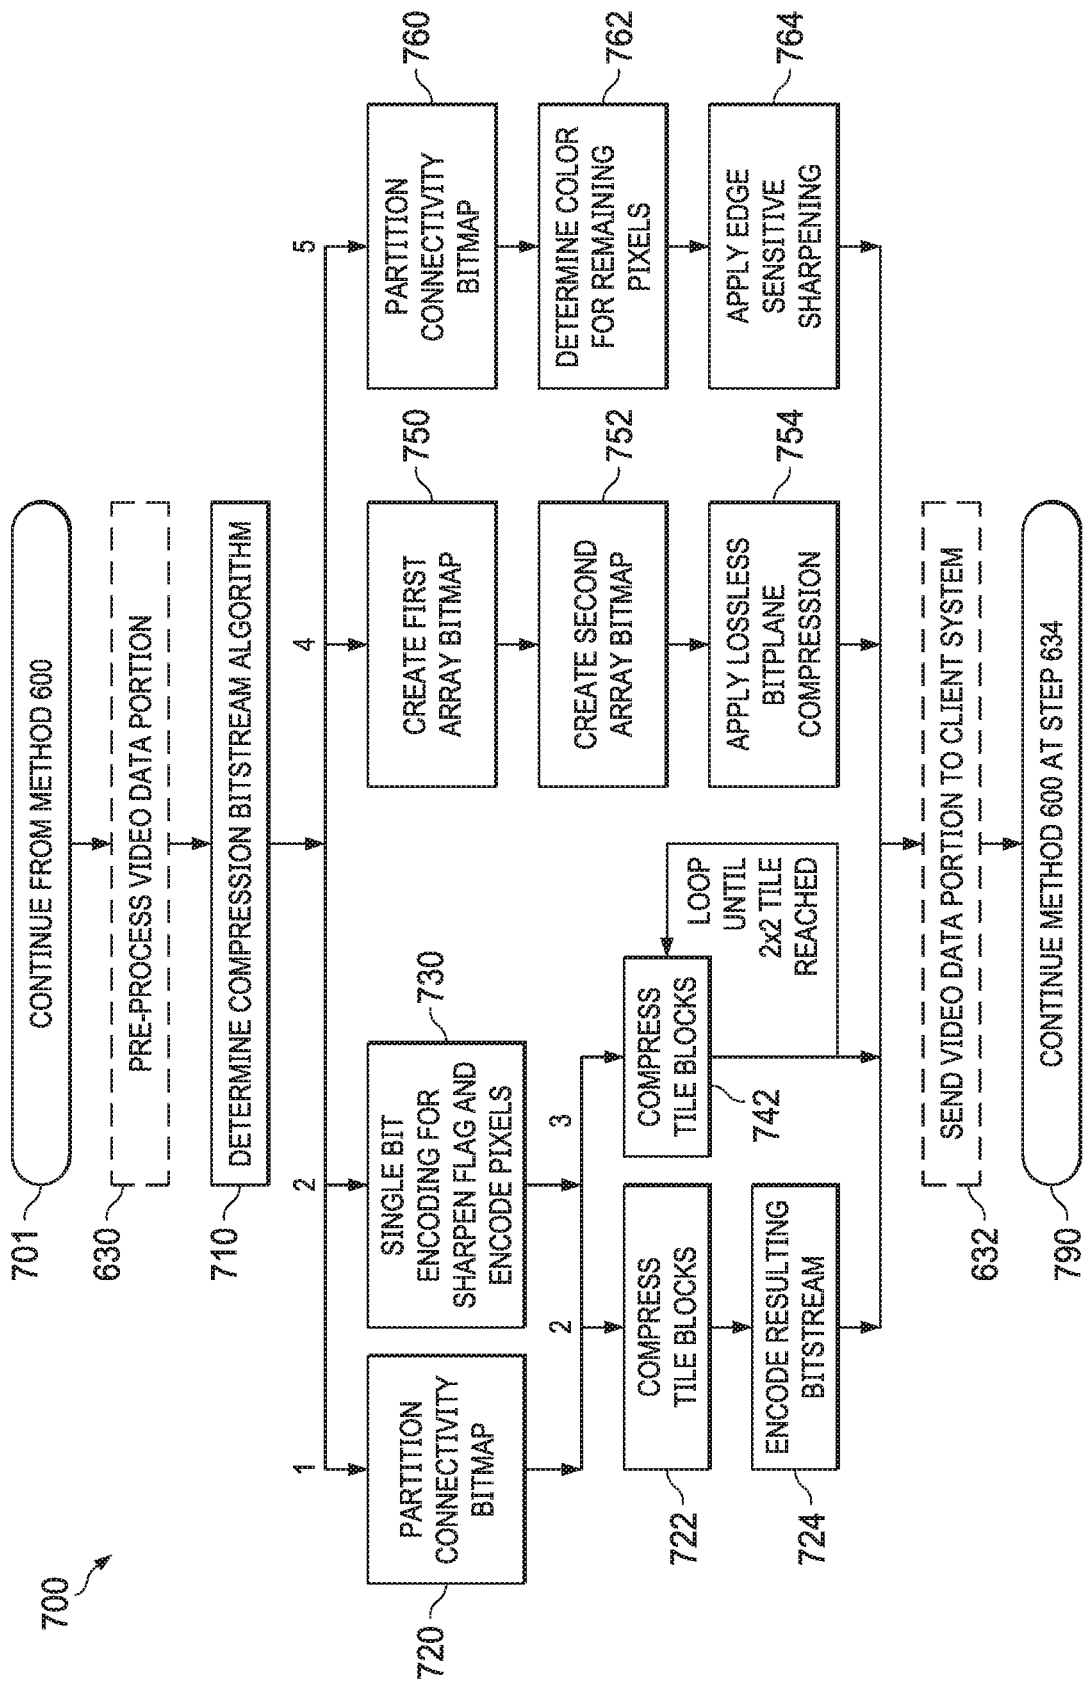 700
701
CONTINUE FROM METHOD 600
630
PRE-PROCESS VIDEO DATA PORTION
710
DETERMINE COMPRESSION BITSTREAM ALGORITHM
1
2
4
5
720
PARTITION
CONNECTIVITY
BITMAP
730
SINGLE BIT
ENCODING FOR
SHARPEN FLAG AND
ENCODE PIXELS
750
CREATE FIRST
ARRAY BITMAP
760
PARTITION
CONNECTIVITY
BITMAP
752
CREATE SECOND
ARRAY BITMAP
762
DETERMINE COLOR
FOR REMAINING
PIXELS
2
3
722
COMPRESS
TILE BLOCKS
742
COMPRESS
TILE BLOCKS
LOOP
UNTIL
2x2 TILE
REACHED
754
APPLY LOSSLESS
BITPLANE
COMPRESSION
764
APPLY EDGE
SENSITIVE
SHARPENING
724
ENCODE RESULTING
BITSTREAM
632
SEND VIDEO DATA PORTION TO CLIENT SYSTEM
790
CONTINUE METHOD 600 AT STEP 634